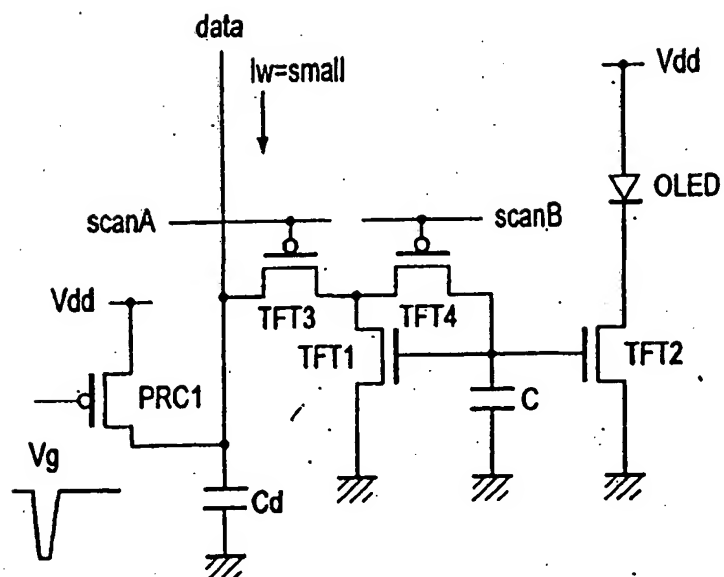 data
Iw=small
Vdd
OLED
scanA
scanB
Vdd
TFT3
TFT4
TFT1
TFT2
PRC1
C
Vg
Cd